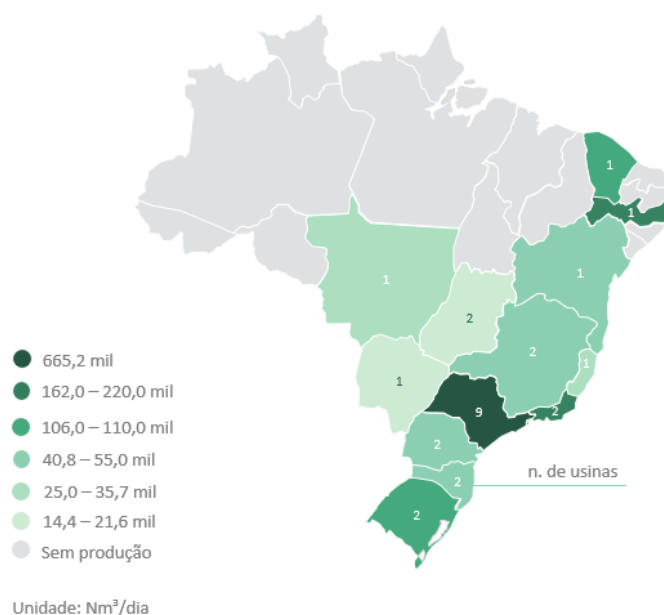 1
1
1
1
2
2
1
1
9
2
2
2
2
n. de usinas
665,2 mil
162,0 – 220,0 mil
106,0 – 110,0 mil
40,8 – 55,0 mil
25,0 – 35,7 mil
14,4 – 21,6 mil
Sem produção
Unidade: Nm³/dia